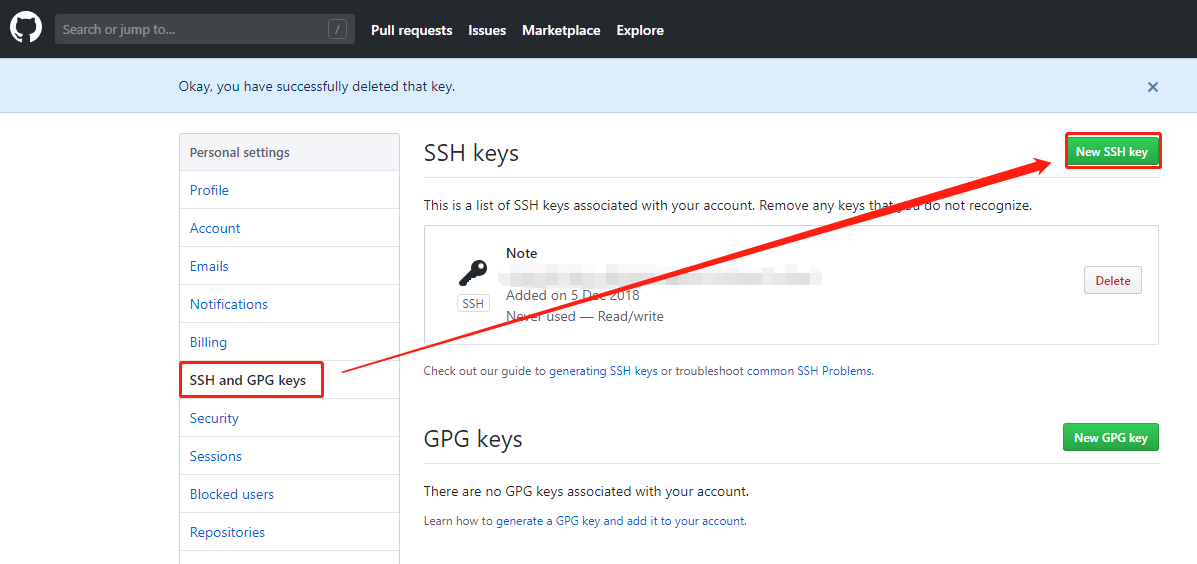 Search or jump to... / Pull requests Issues Marketplace Explore
Okay, you have successfully deleted that key.
Personal settings
Profile
Account
Emails
Notifications
Billing
SSH and GPG keys
Security
Sessions
Blocked users
Repositories
SSH keys
New SSH key
This is a list of SSH keys associated with your account. Remove any keys that you do not recognize.
Note
SSH
Added on 5 Dec 2018
Never used — Read/write
Delete
Check out our guide to generating SSH keys or troubleshoot common SSH Problems.
GPG keys
New GPG key
There are no GPG keys associated with your account.
Learn how to generate a GPG key and add it to your account.